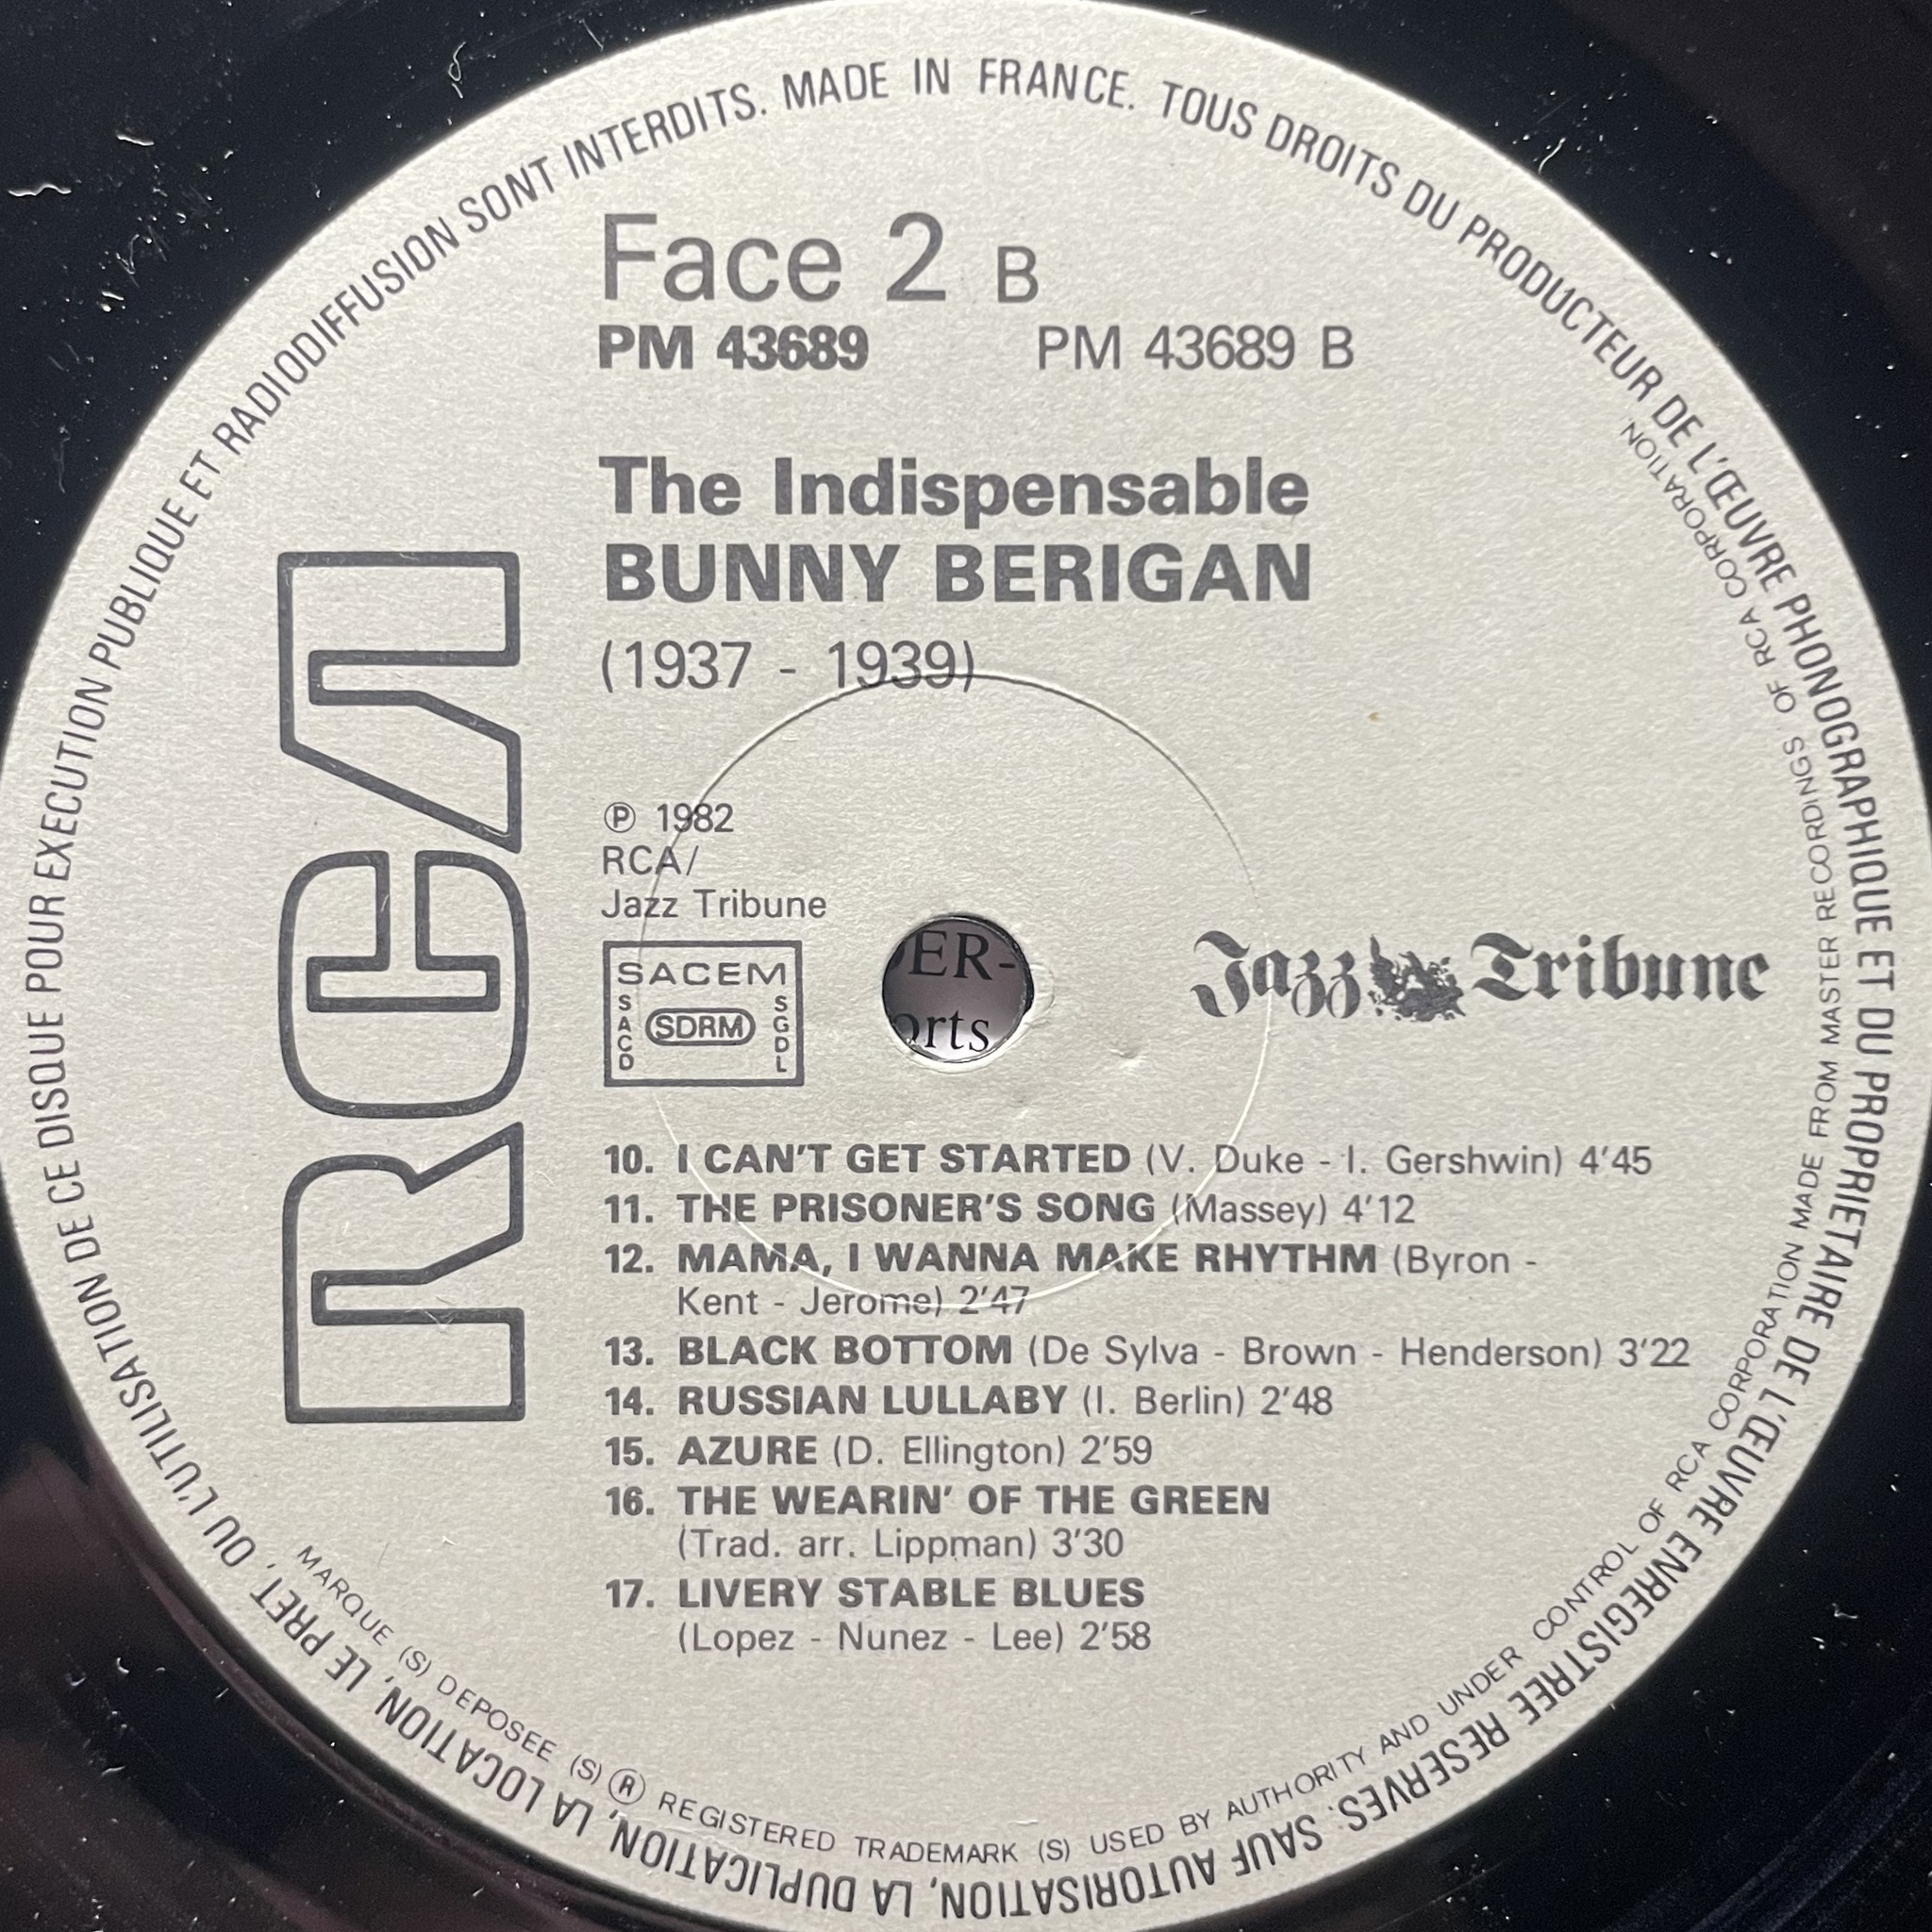 MADE IN FRANCE. TOUS DROITS DU PRODUCTEUR DE L'ŒUVRE PHONOGRAPHIQUE ET DU PROPRIETAIRE DE L'ŒUVRE ENREGISTREE RESERVES. SAUF AUTORISATION, LA DUPLICATION, LA LOCATION, LE PRET, OU L'UTILISATION DE CE DISQUE POUR EXECUTION PUBLIQUE ET RADIODIFFUSION SONT INTERDITS.
MARQUE (S) DEPOSEE (S) ® REGISTERED TRADEMARK (S) USED BY AUTHORITY AND UNDER CONTROL OF RCA CORPORATION MADE FROM MASTER RECORDINGS OF RCA CORPORATION.
Face 2 B
PM 43689 PM 43689 B
The Indispensable
BUNNY BERIGAN
(1937 - 1939)
RCA
℗ 1982
RCA/
Jazz Tribune
SACEM
SACD
SDRM
SGDL
ER-
orts
Jazz Tribune
10. I CAN'T GET STARTED (V. Duke - I. Gershwin) 4'45
11. THE PRISONER'S SONG (Massey) 4'12
12. MAMA, I WANNA MAKE RHYTHM (Byron -
Kent - Jerome) 2'47
13. BLACK BOTTOM (De Sylva - Brown - Henderson) 3'22
14. RUSSIAN LULLABY (I. Berlin) 2'48
15. AZURE (D. Ellington) 2'59
16. THE WEARIN' OF THE GREEN
(Trad. arr. Lippman) 3'30
17. LIVERY STABLE BLUES
(Lopez - Nunez - Lee) 2'58